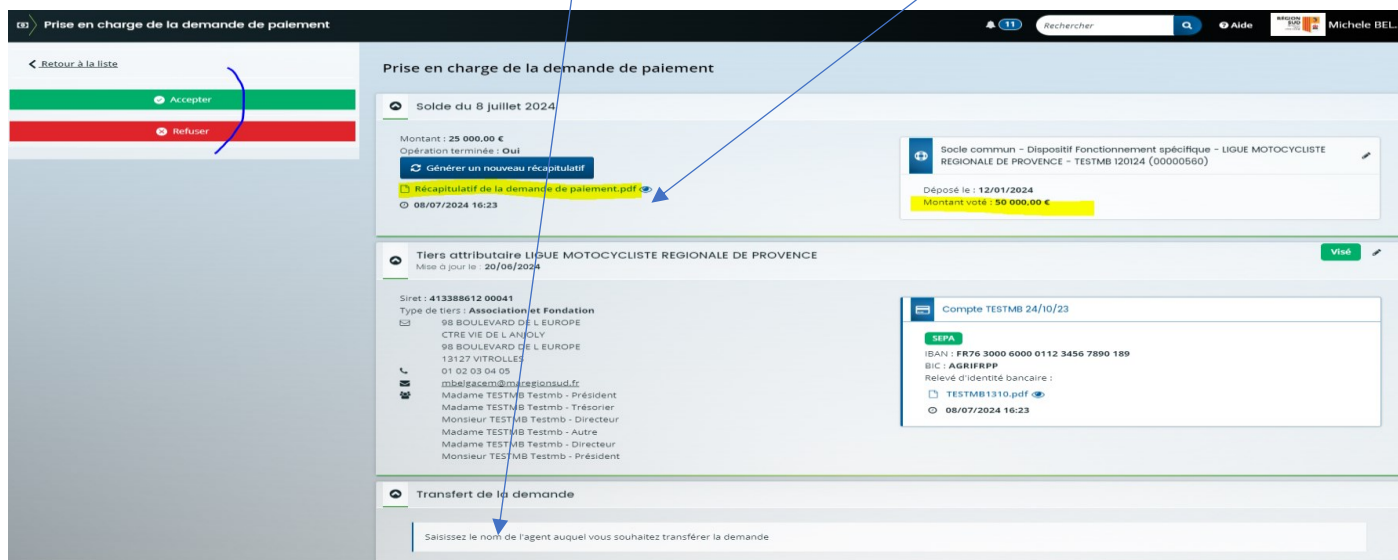 Prise en charge de la demande de paiement
11
Rechercher
Aide
REGION SUD
Michele BEL.
Retour à la liste
Accepter
Refuser
Prise en charge de la demande de paiement
Solde du 8 juillet 2024
Montant : 25 000,00 €
Opération terminée : Oui
Générer un nouveau récapitulatif
Récapitulatif de la demande de paiement.pdf
08/07/2024 16:23
Socle commun - Dispositif Fonctionnement spécifique - LIGUE MOTOCYCLISTE
REGIONALE DE PROVENCE - TESTMB 120124 (00000560)
Déposé le : 12/01/2024
Montant voté : 50 000,00 €
Tiers attributaire LIGUE MOTOCYCLISTE REGIONALE DE PROVENCE
Mise à jour le : 20/06/2024
Visé
Siret : 413388612 00041
Type de tiers : Association et Fondation
98 BOULEVARD DE L EUROPE
CTRE VIE DE L ANJOLY
98 BOULEVARD DE L EUROPE
13127 VITROLLES
01 02 03 04 05
mbelgacem@maregionsud.fr
Madame TESTMB Testmb - Président
Madame TESTMB Testmb - Trésorier
Monsieur TESTMB Testmb - Directeur
Madame TESTMB Testmb - Autre
Madame TESTMB Testmb - Directeur
Monsieur TESTMB Testmb - Président
Compte TESTMB 24/10/23
SEPA
IBAN : FR76 3000 6000 0112 3456 7890 189
BIC : AGRIFRPP
Relevé d'identité bancaire :
TESTMB1310.pdf
08/07/2024 16:23
Transfert de la demande
Saisissez le nom de l'agent auquel vous souhaitez transférer la demande